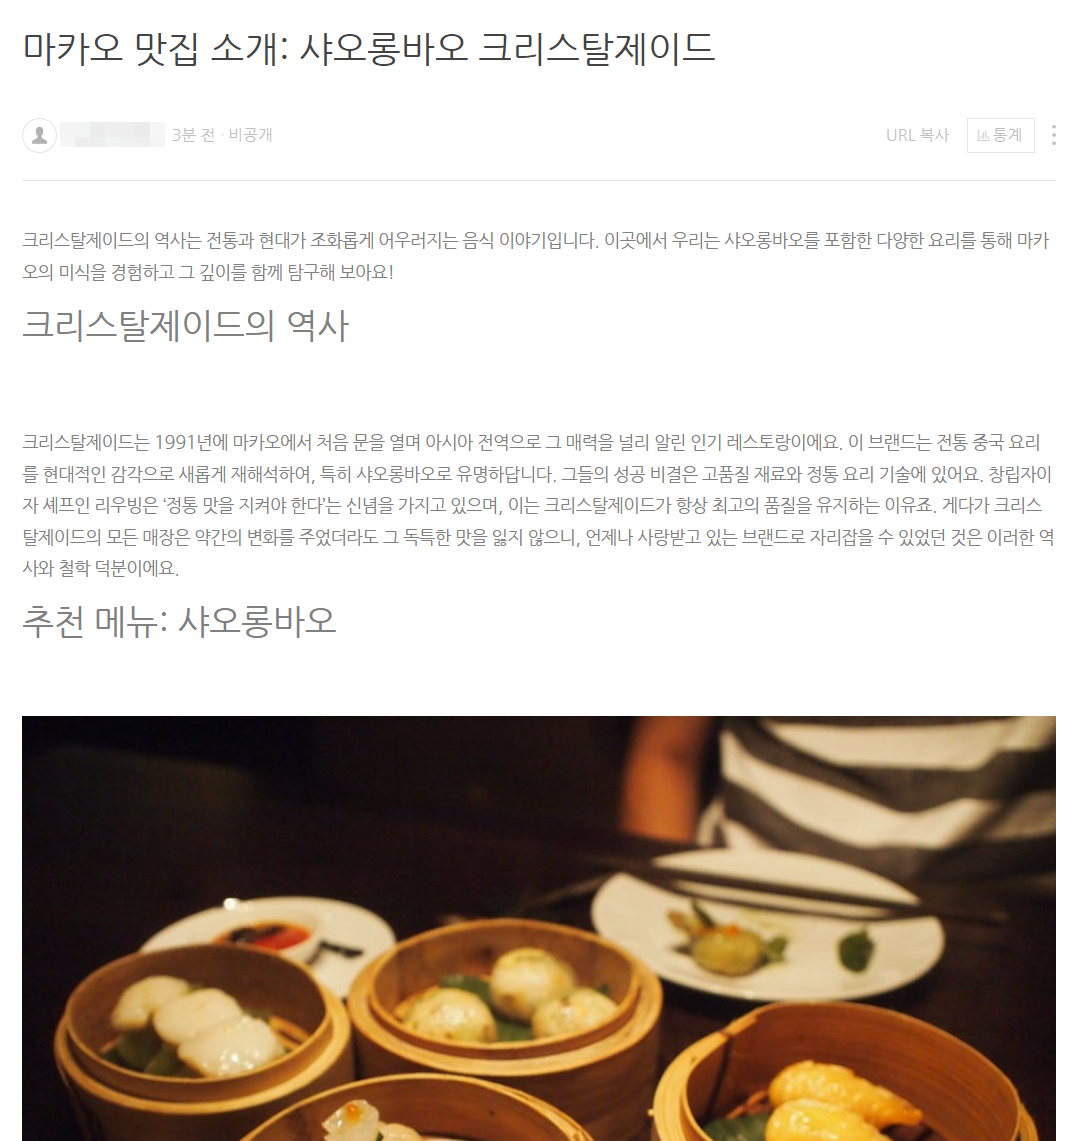 마카오 맛집 소개: 샤오롱바오 크리스탈제이드
3분 전 · 비공개
URL 복사
통계
크리스탈제이드의 역사는 전통과 현대가 조화롭게 어우러지는 음식 이야기입니다. 이곳에서 우리는 샤오롱바오를 포함한 다양한 요리를 통해 마카
오의 미식을 경험하고 그 깊이를 함께 탐구해 보아요!
크리스탈제이드의 역사
크리스탈제이드는 1991년에 마카오에서 처음 문을 열며 아시아 전역으로 그 매력을 널리 알린 인기 레스토랑이에요. 이 브랜드는 전통 중국 요리
를 현대적인 감각으로 새롭게 재해석하여, 특히 샤오롱바오로 유명하답니다. 그들의 성공 비결은 고품질 재료와 정통 요리 기술에 있어요. 창립자이
자 셰프인 리우빙은 ‘정통 맛을 지켜야 한다’는 신념을 가지고 있으며, 이는 크리스탈제이드가 항상 최고의 품질을 유지하는 이유죠. 게다가 크리스
탈제이드의 모든 매장은 약간의 변화를 주었더라도 그 독특한 맛을 잃지 않으니, 언제나 사랑받고 있는 브랜드로 자리잡을 수 있었던 것은 이러한 역
사와 철학 덕분이에요.
추천 메뉴: 샤오롱바오